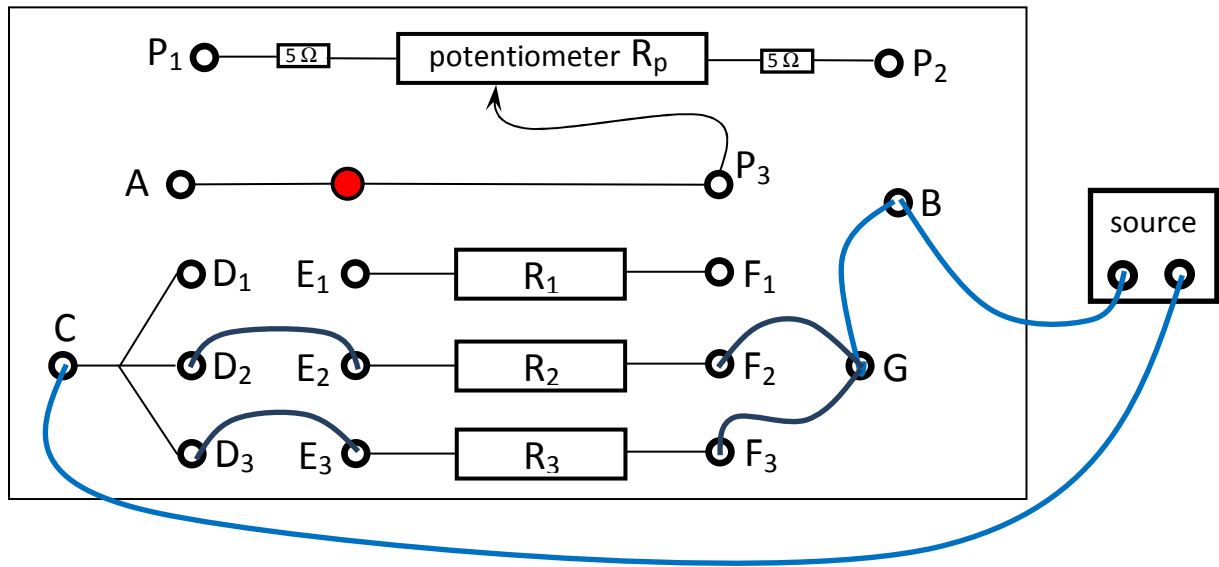 P₁ 5 Ω potentiometer Rₚ 5 Ω P₂
A P₃
B
source
D₁ E₁ R₁ F₁
C
D₂ E₂ R₂ F₂ G
D₃ E₃ R₃ F₃